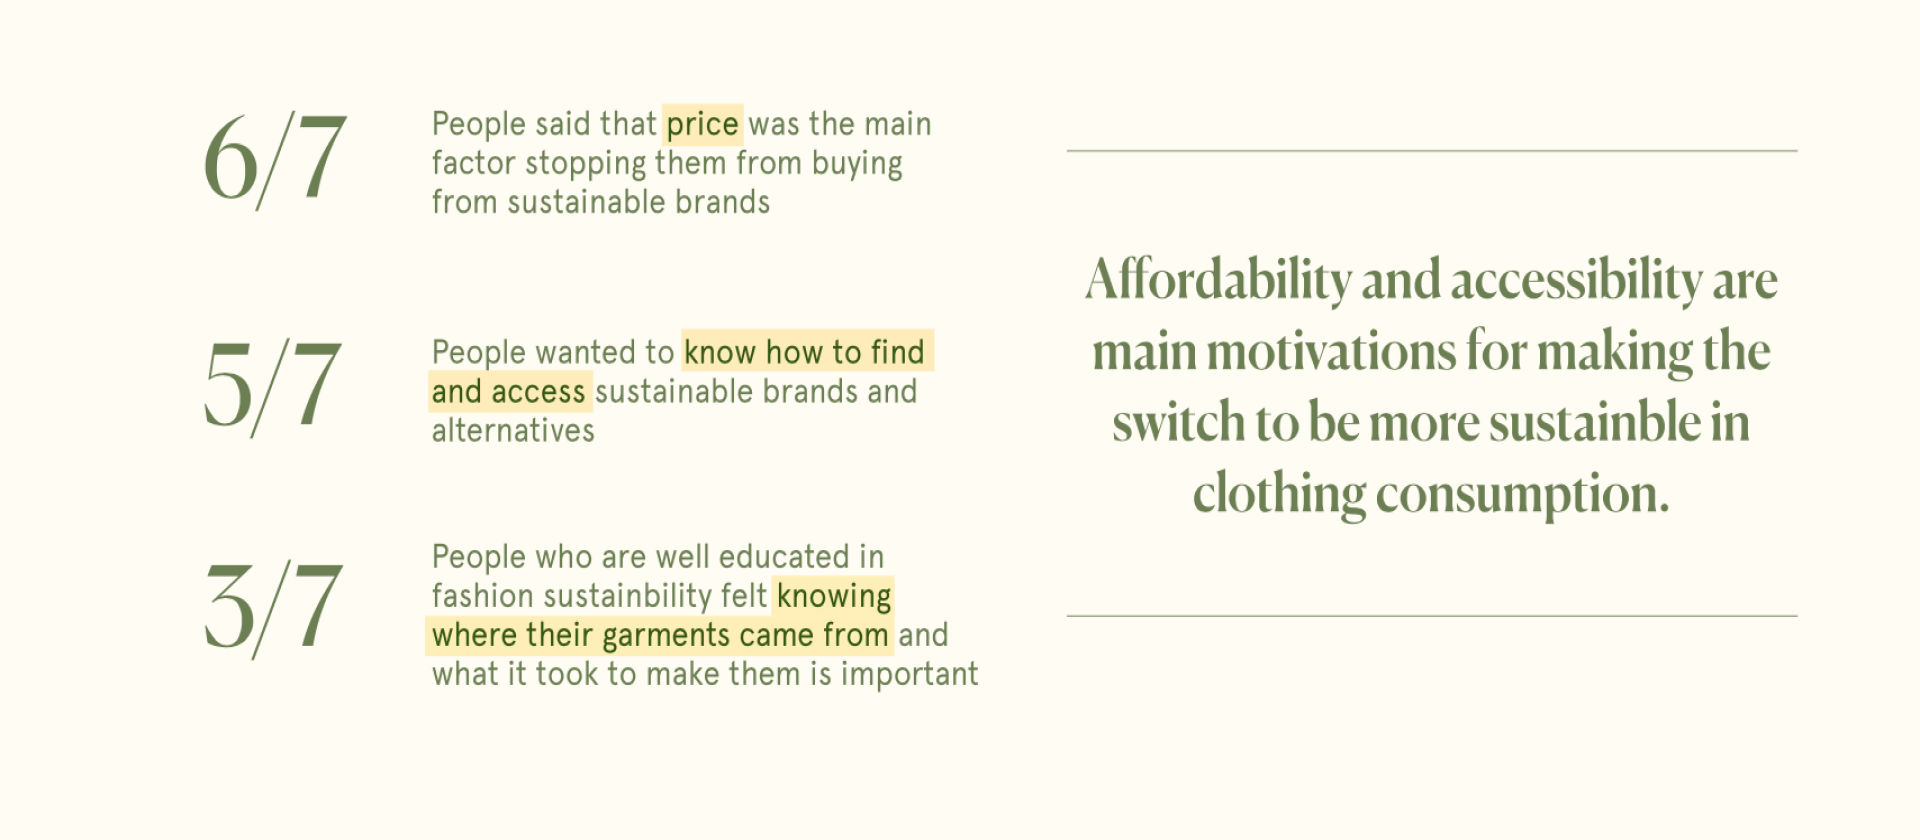 6/7
People said that price was the main
factor stopping them from buying
from sustainable brands
5/7
People wanted to know how to find
and access sustainable brands and
alternatives
3/7
People who are well educated in
fashion sustainbility felt knowing
where their garments came from and
what it took to make them is important
Affordability and accessibility are
main motivations for making the
switch to be more sustainble in
clothing consumption.